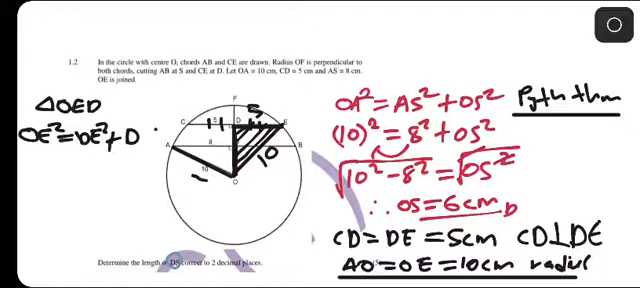 1.2 In the circle with centre O, chords AB and CE are drawn. Radius OF is perpendicular to
both chords, cutting AB at S and CE at D. Let OA = 10 cm, CD = 5 cm and AS = 8 cm.
OE is joined.
△OED
OE²=DE²+D
F
5
C 5 D E
A 8 B
10 10
O
OA² = AS² + OS² Pyth thm
(10)² = 8² + OS²
√10² - 8² = √OS²
∴ OS = 6cm
CD = DE = 5cm CD⊥DE
AO = OE = 10cm radius
Determine the length of DS correct to 2 decimal places.